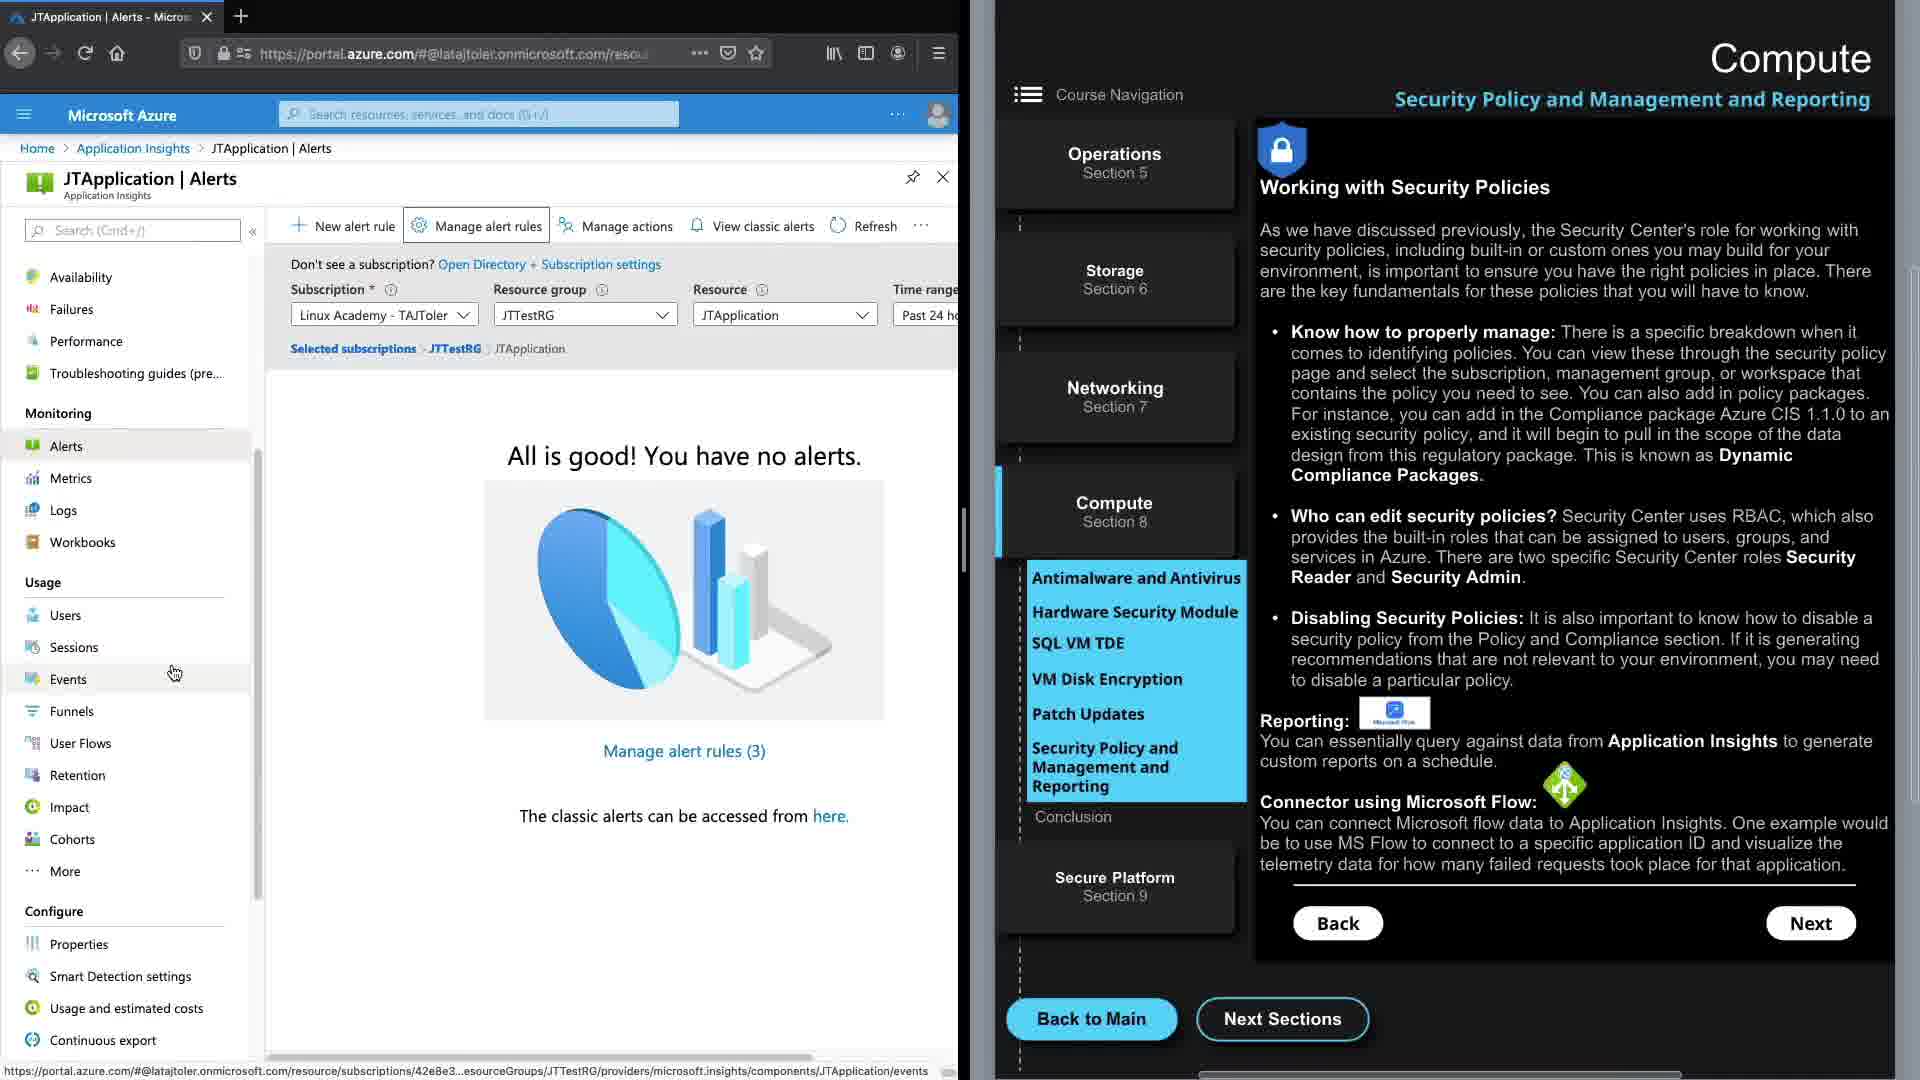 JTApplication | Alerts - Micros
https://portal.azure.com/#@latajtoler.onmicrosoft.com/resou
Microsoft Azure
Search resources, services, and docs (G+/)
Home > Application Insights > JTApplication | Alerts
JTApplication | Alerts
Application Insights
Search (Cmd+/)
Availability
Failures
Performance
Troubleshooting guides (pre...
Monitoring
Alerts
Metrics
Logs
Workbooks
Usage
Users
Sessions
Events
Funnels
User Flows
Retention
Impact
Cohorts
More
Configure
Properties
Smart Detection settings
Usage and estimated costs
Continuous export
New alert rule
Manage alert rules
Manage actions
View classic alerts
Refresh
Don't see a subscription? Open Directory + Subscription settings
Subscription *
Resource group
Resource
Time range
Linux Academy - TAJToler
JTTestRG
JTApplication
Past 24 ho
Selected subscriptions > JTTestRG > JTApplication
All is good! You have no alerts.
Manage alert rules (3)
The classic alerts can be accessed from here.
https://portal.azure.com/#@latajtoler.onmicrosoft.com/resource/subscriptions/42e8e3...esourceGroups/JTTestRG/providers/microsoft.insights/components/JTApplication/events
Compute
Course Navigation
Security Policy and Management and Reporting
Operations
Section 5
Storage
Section 6
Networking
Section 7
Compute
Section 8
Antimalware and Antivirus
Hardware Security Module
SQL VM TDE
VM Disk Encryption
Patch Updates
Security Policy and
Management and
Reporting
Conclusion
Secure Platform
Section 9
Working with Security Policies
As we have discussed previously, the Security Center's role for working with
security policies, including built-in or custom ones you may build for your
environment, is important to ensure you have the right policies in place. There
are the key fundamentals for these policies that you will have to know.
• Know how to properly manage: There is a specific breakdown when it
comes to identifying policies. You can view these through the security policy
page and select the subscription, management group, or workspace that
contains the policy you need to see. You can also add in policy packages.
For instance, you can add in the Compliance package Azure CIS 1.1.0 to an
existing security policy, and it will begin to pull in the scope of the data
design from this regulatory package. This is known as Dynamic
Compliance Packages.
• Who can edit security policies? Security Center uses RBAC, which also
provides the built-in roles that can be assigned to users. groups, and
services in Azure. There are two specific Security Center roles Security
Reader and Security Admin.
• Disabling Security Policies: It is also important to know how to disable a
security policy from the Policy and Compliance section. If it is generating
recommendations that are not relevant to your environment, you may need
to disable a particular policy.
Reporting:
Microsoft Flow
You can essentially query against data from Application Insights to generate
custom reports on a schedule.
Connector using Microsoft Flow:
You can connect Microsoft flow data to Application Insights. One example would
be to use MS Flow to connect to a specific application ID and visualize the
telemetry data for how many failed requests took place for that application.
Back
Next
Back to Main
Next Sections